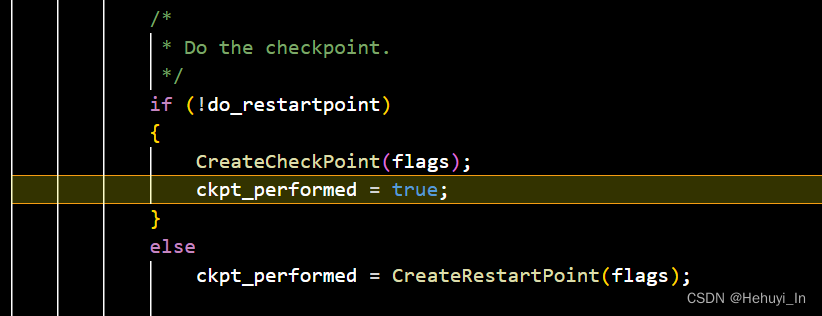 /*
* Do the checkpoint.
*/
if (!do_restartpoint)
{
CreateCheckPoint(flags);
ckpt_performed = true;
}
else
ckpt_performed = CreateRestartPoint(flags);
CSDN @Hehuyi_In